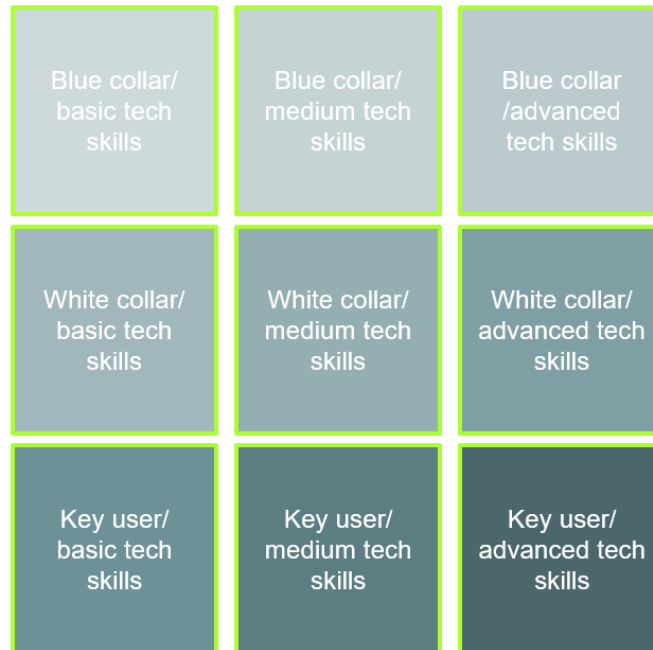 Blue collar/
basic tech
skills
Blue collar/
medium tech
skills
Blue collar
/advanced
tech skills
White collar/
basic tech
skills
White collar/
medium tech
skills
White collar/
advanced tech
skills
Key user/
basic tech
skills
Key user/
medium tech
skills
Key user/
advanced tech
skills